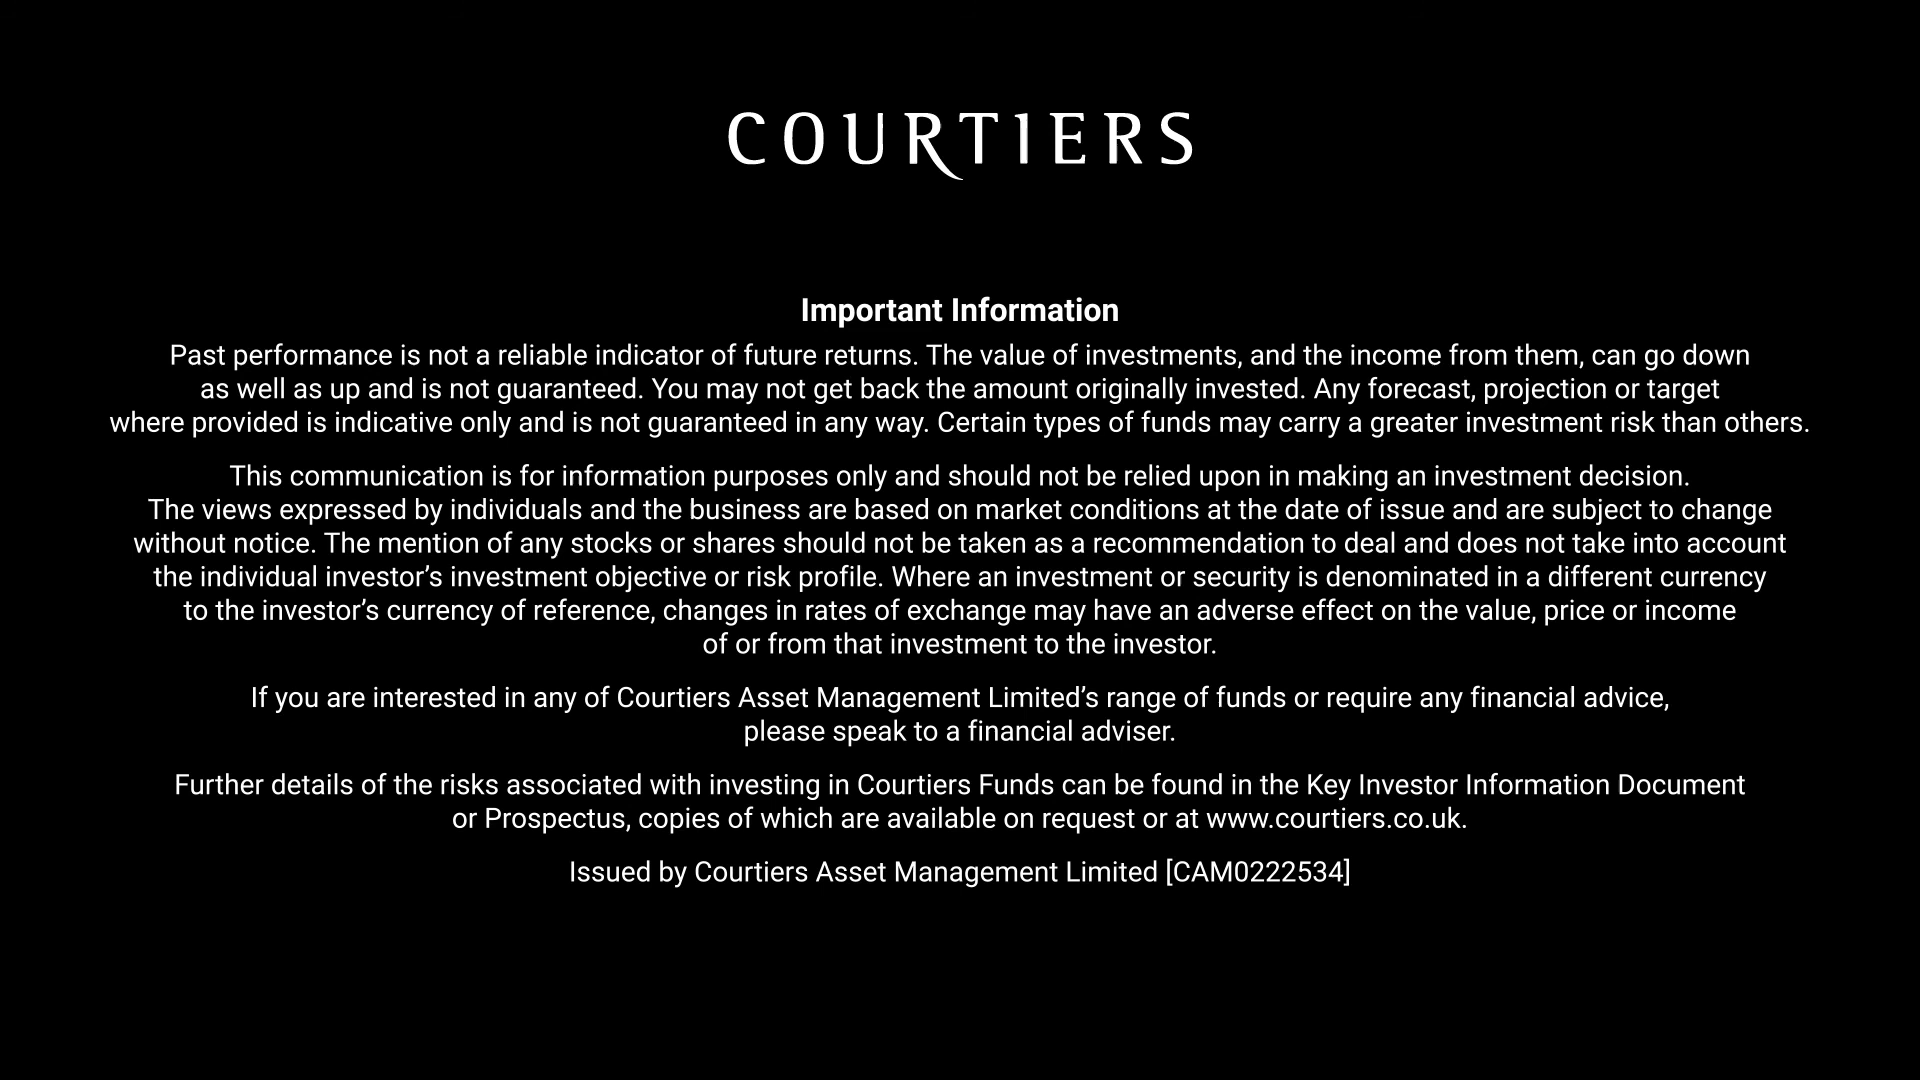 COURTIERS
Important Information
Past performance is not a reliable indicator of future returns. The value of investments, and the income from them, can go down
as well as up and is not guaranteed. You may not get back the amount originally invested. Any forecast, projection or target
where provided is indicative only and is not guaranteed in any way. Certain types of funds may carry a greater investment risk than others.
This communication is for information purposes only and should not be relied upon in making an investment decision.
The views expressed by individuals and the business are based on market conditions at the date of issue and are subject to change
without notice. The mention of any stocks or shares should not be taken as a recommendation to deal and does not take into account
the individual investor’s investment objective or risk profile. Where an investment or security is denominated in a different currency
to the investor’s currency of reference, changes in rates of exchange may have an adverse effect on the value, price or income
of or from that investment to the investor.
If you are interested in any of Courtiers Asset Management Limited’s range of funds or require any financial advice,
please speak to a financial adviser.
Further details of the risks associated with investing in Courtiers Funds can be found in the Key Investor Information Document
or Prospectus, copies of which are available on request or at www.courtiers.co.uk.
Issued by Courtiers Asset Management Limited [CAM0222534]